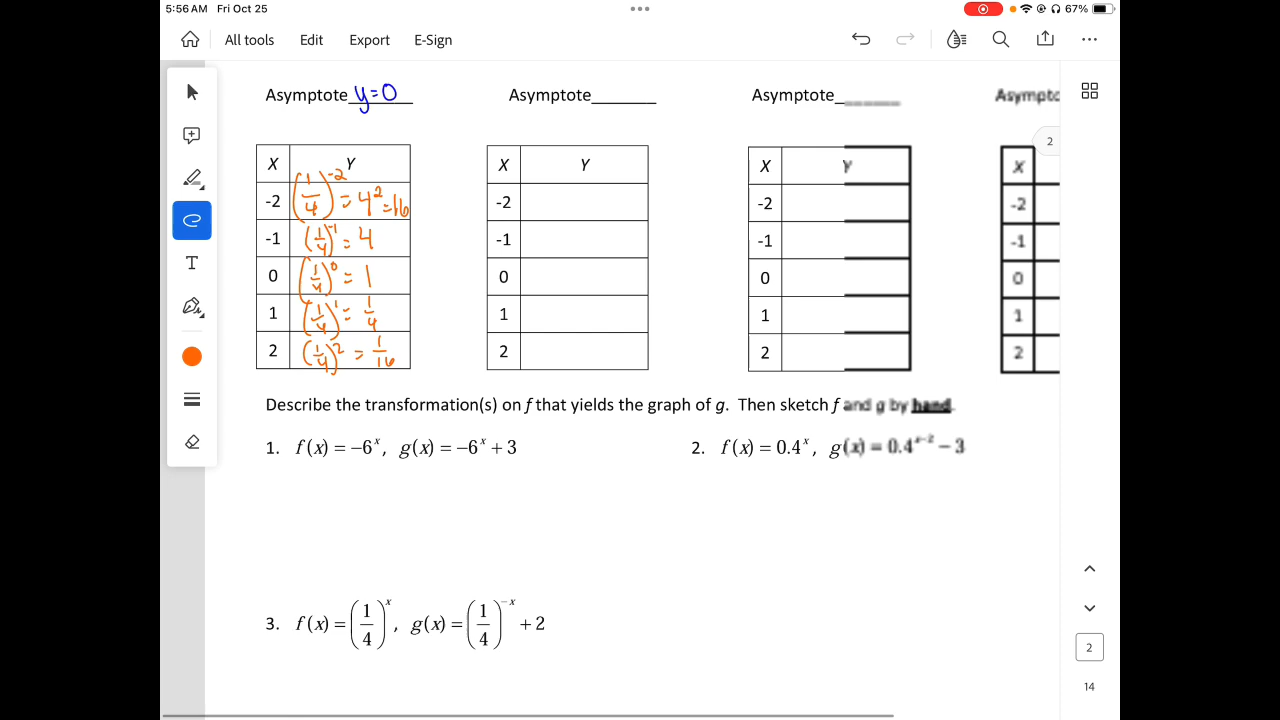 5:56 AM Fri Oct 25
67%
All tools Edit Export E-Sign
Asymptote y=0 Asymptote_______ Asymptote_______ Asympto
2
X Y X Y X Y X
-2 (1/4)^-2 = 4^2 = 16 -2 -2 -2
-1 (1/4)^-1 = 4 -1 -1 -1
0 (1/4)^0 = 1 0 0 0
1 (1/4)^1 = 1/4 1 1 1
2 (1/4)^2 = 1/16 2 2 2
Describe the transformation(s) on f that yields the graph of g. Then sketch f and g by hand.
1. f(x) = −6^x, g(x) = −6^x + 3 2. f(x) = 0.4^x, g(x) = 0.4^(x−2) − 3
3. f(x) = (1/4)^x, g(x) = (1/4)^−x + 2
2
14